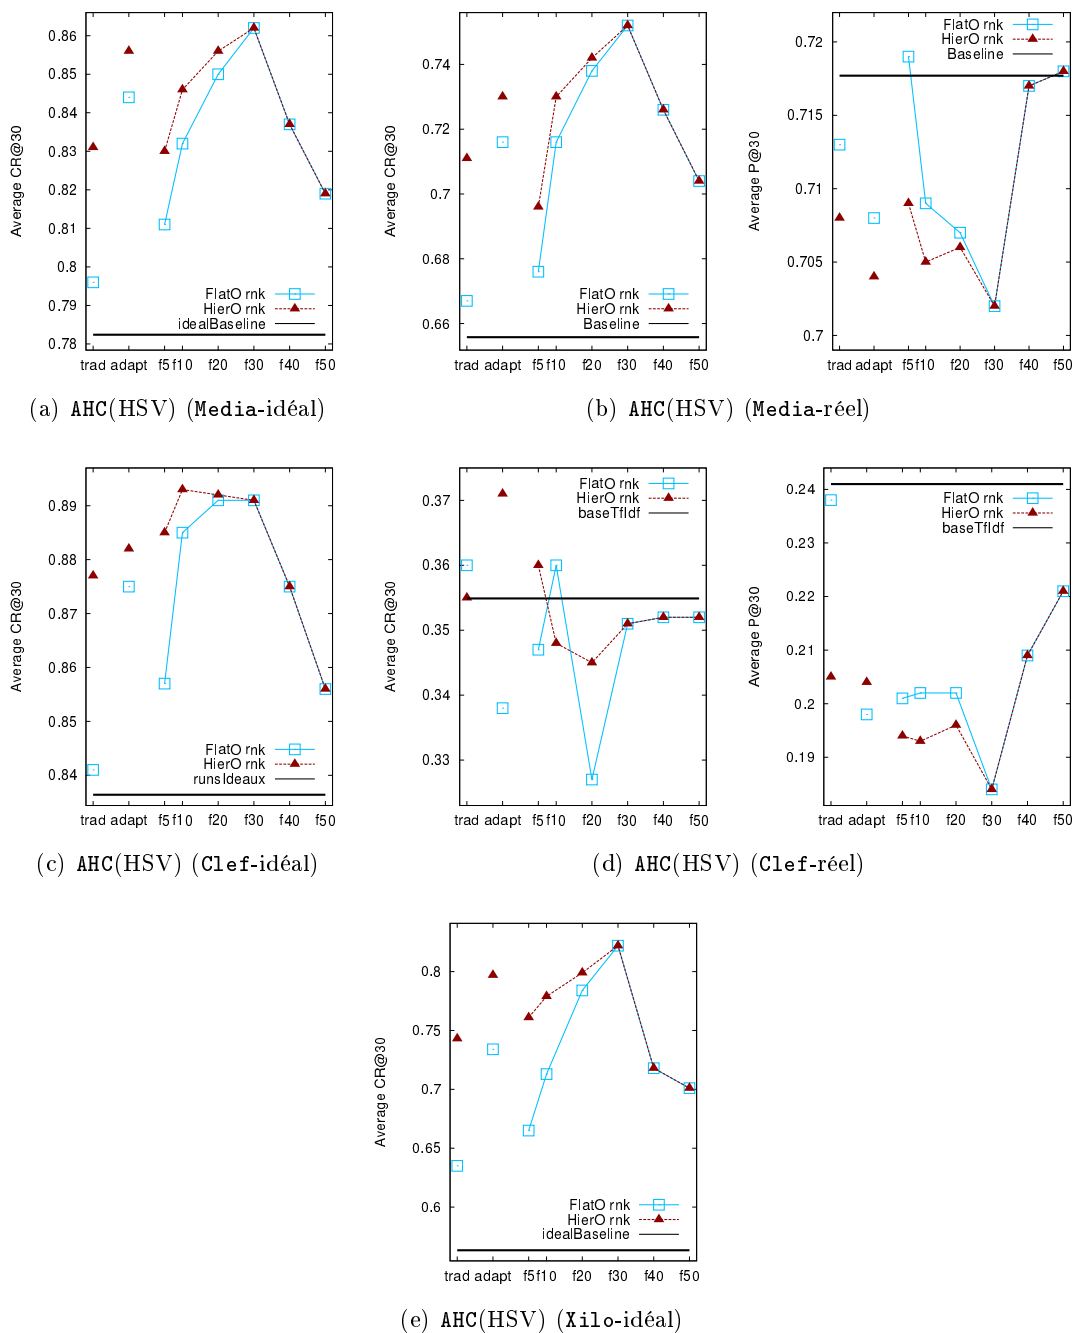 0.86
0.85
0.84
0.83
0.82
0.81
0.8
0.79
0.78
Average CR@30
FlatO rnk
HierO rnk
idealBaseline
trad adapt f5 f10 f20 f30 f40 f50
(a) AHC(HSV) (Media-idéal)
0.74
0.72
0.7
0.68
0.66
Average CR@30
FlatO rnk
HierO rnk
Baseline
trad adapt f5 f10 f20 f30 f40 f50
0.72
0.715
0.71
0.705
0.7
Average P@30
FlatO rnk
HierO rnk
Baseline
trad adapt f5 f10 f20 f30 f40 f50
(b) AHC(HSV) (Media-réel)
0.89
0.88
0.87
0.86
0.85
0.84
Average CR@30
FlatO rnk
HierO rnk
runsIdeaux
trad adapt f5 f10 f20 f30 f40 f50
(c) AHC(HSV) (Clef-idéal)
0.37
0.36
0.35
0.34
0.33
Average CR@30
FlatO rnk
HierO rnk
baseTfIdf
trad adapt f5 f10 f20 f30 f40 f50
0.24
0.23
0.22
0.21
0.2
0.19
Average P@30
FlatO rnk
HierO rnk
baseTfIdf
trad adapt f5 f10 f20 f30 f40 f50
(d) AHC(HSV) (Clef-réel)
0.8
0.75
0.7
0.65
0.6
Average CR@30
FlatO rnk
HierO rnk
idealBaseline
trad adapt f5 f10 f20 f30 f40 f50
(e) AHC(HSV) (Xilo-idéal)